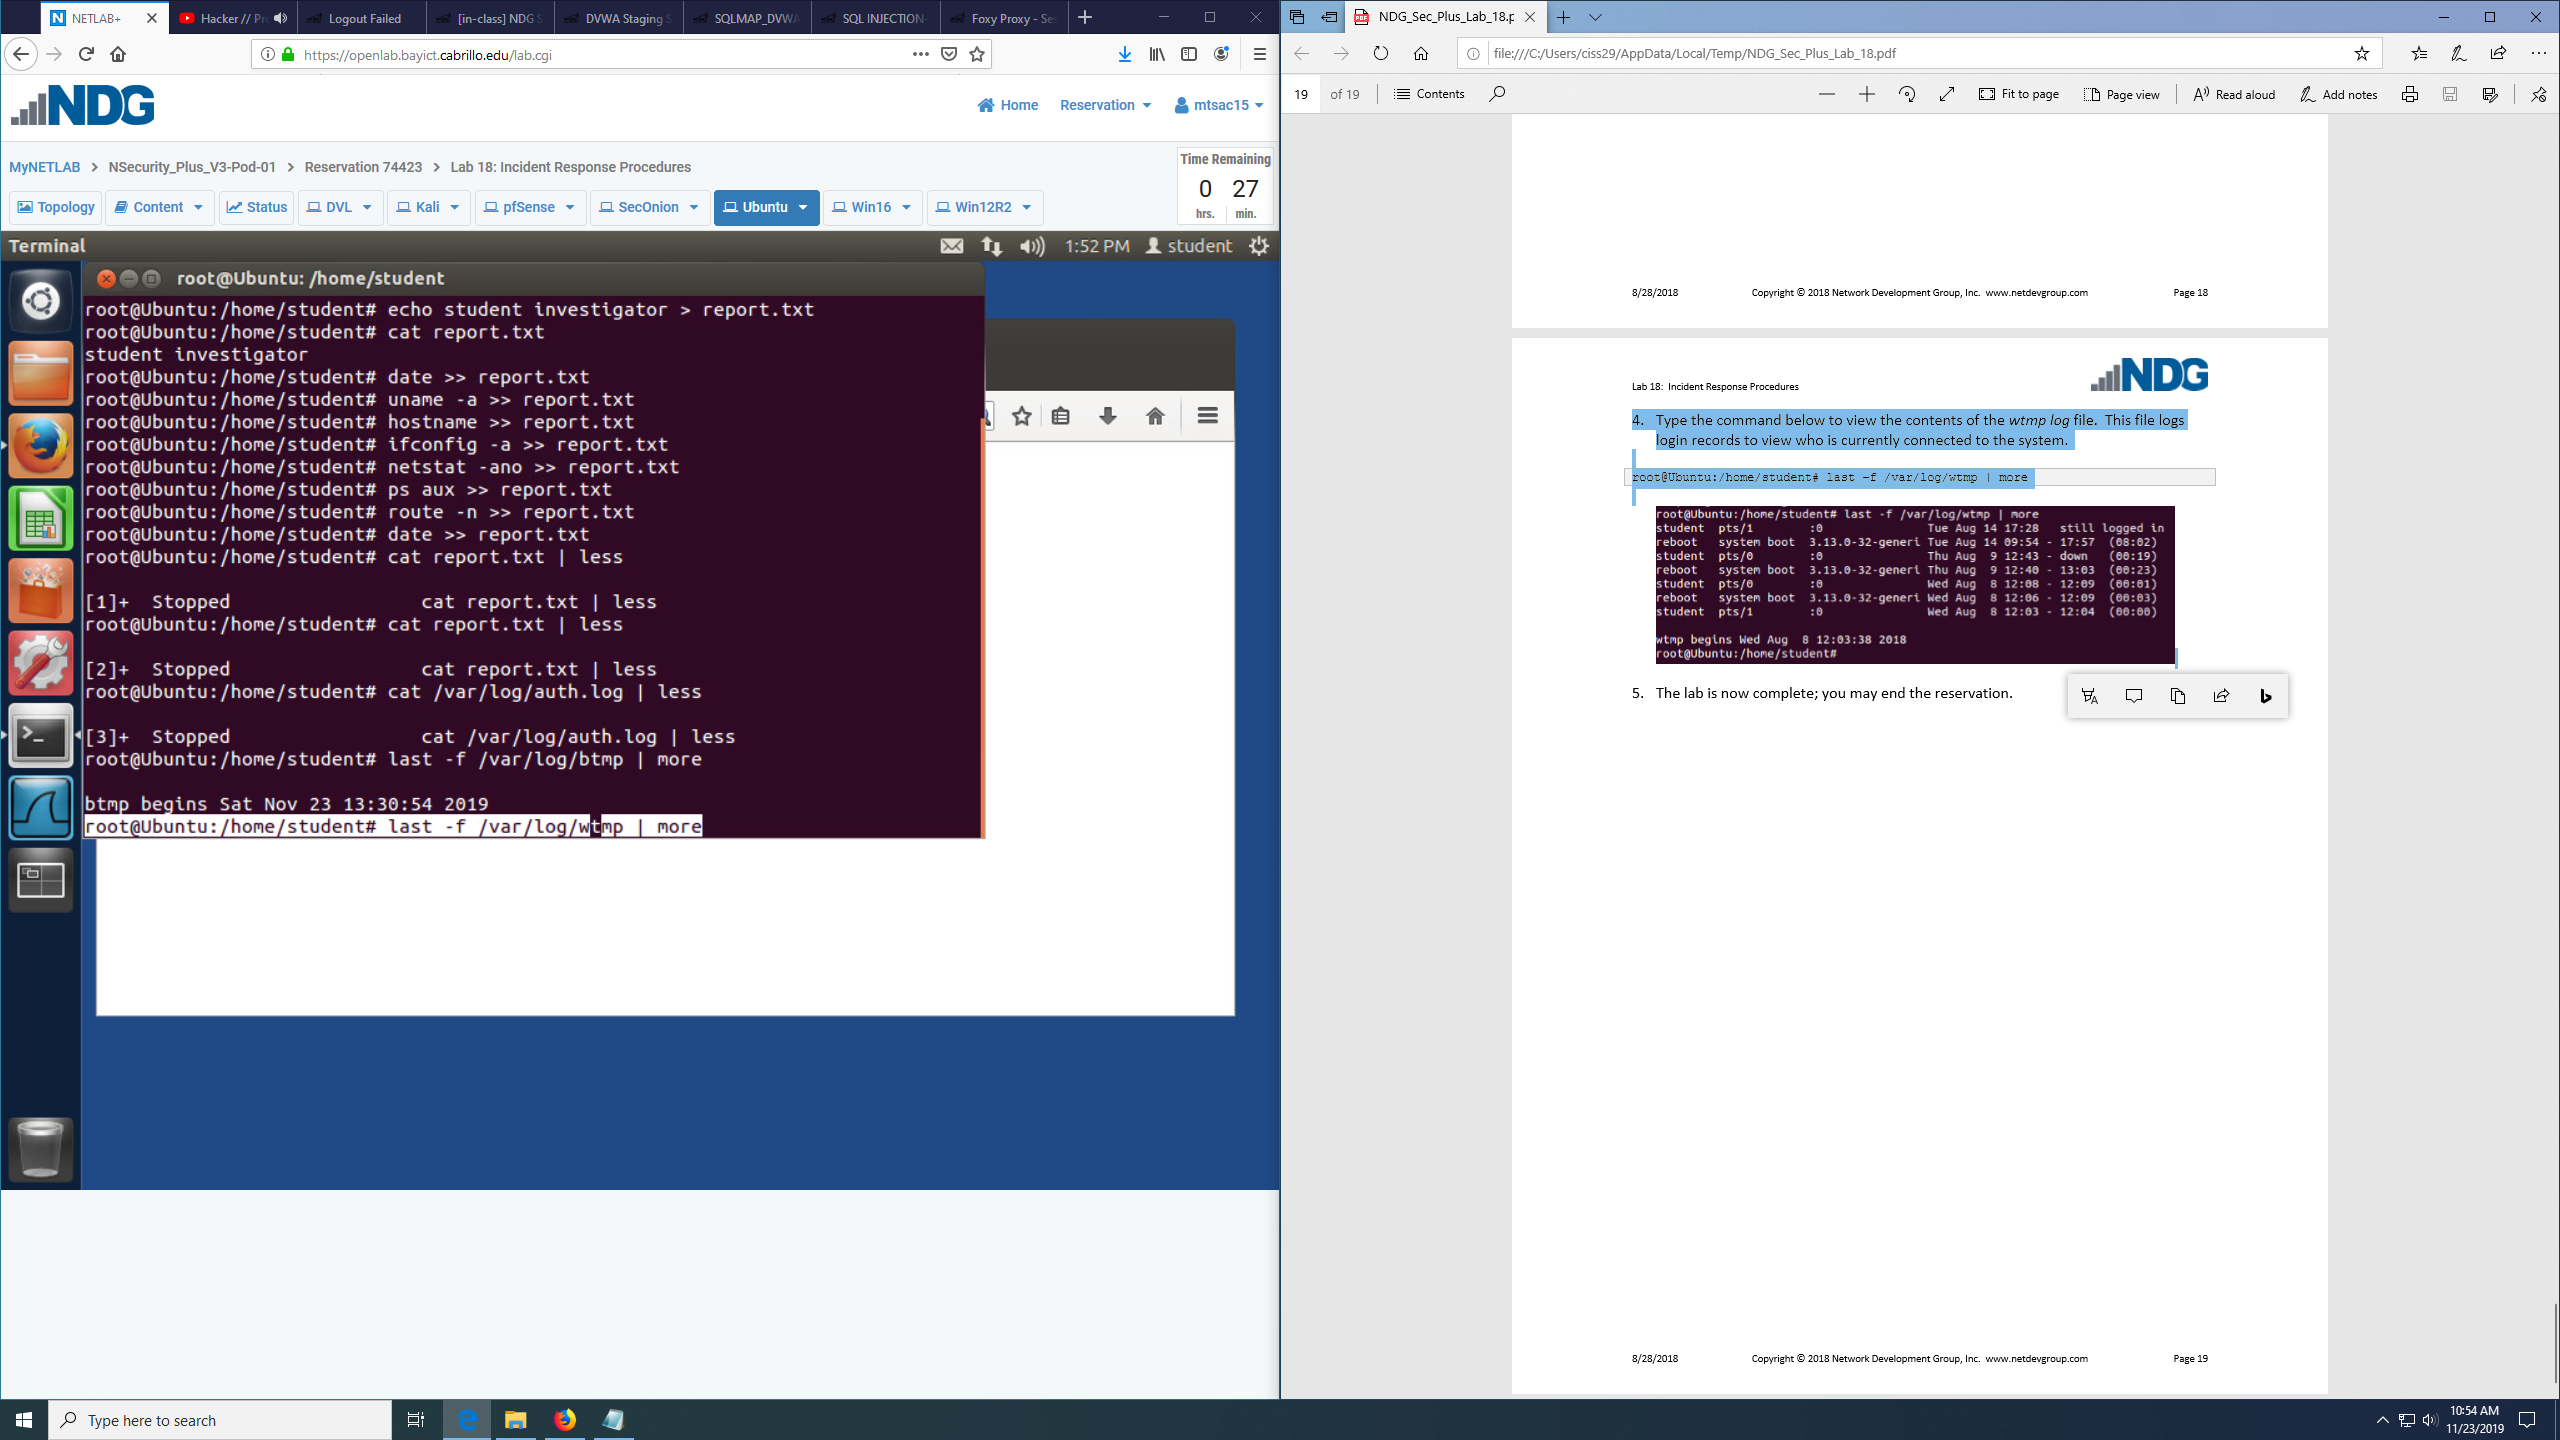 NETLAB+
Hacker // Pr
Logout Failed
[in-class] NDG S
DVWA Staging S
SQLMAP_DVWA
SQL INJECTION-
Foxy Proxy - Se
https://openlab.bayict.cabrillo.edu/lab.cgi
NDG
Home
Reservation
mtsac15
MyNETLAB > NSecurity_Plus_V3-Pod-01 > Reservation 74423 > Lab 18: Incident Response Procedures
Time Remaining
0 27
hrs. min.
Topology
Content
Status
DVL
Kali
pfSense
SecOnion
Ubuntu
Win16
Win12R2
Terminal
1:52 PM
student
root@Ubuntu: /home/student
root@Ubuntu:/home/student# echo student investigator > report.txt
root@Ubuntu:/home/student# cat report.txt
student investigator
root@Ubuntu:/home/student# date >> report.txt
root@Ubuntu:/home/student# uname -a >> report.txt
root@Ubuntu:/home/student# hostname >> report.txt
root@Ubuntu:/home/student# ifconfig -a >> report.txt
root@Ubuntu:/home/student# netstat -ano >> report.txt
root@Ubuntu:/home/student# ps aux >> report.txt
root@Ubuntu:/home/student# route -n >> report.txt
root@Ubuntu:/home/student# date >> report.txt
root@Ubuntu:/home/student# cat report.txt | less
[1]+  Stopped                 cat report.txt | less
root@Ubuntu:/home/student# cat report.txt | less
[2]+  Stopped                 cat report.txt | less
root@Ubuntu:/home/student# cat /var/log/auth.log | less
[3]+  Stopped                 cat /var/log/auth.log | less
root@Ubuntu:/home/student# last -f /var/log/btmp | more
btmp begins Sat Nov 23 13:30:54 2019
root@Ubuntu:/home/student# last -f /var/log/wtmp | more
NDG_Sec_Plus_Lab_18.p
file:///C:/Users/ciss29/AppData/Local/Temp/NDG_Sec_Plus_Lab_18.pdf
19 of 19
Contents
Fit to page
Page view
Read aloud
Add notes
8/28/2018 Copyright © 2018 Network Development Group, Inc. www.netdevgroup.com Page 18
NDG
Lab 18: Incident Response Procedures
4. Type the command below to view the contents of the wtmp log file. This file logs
login records to view who is currently connected to the system.
root@Ubuntu:/home/student# last –f /var/log/wtmp | more
root@Ubuntu:/home/student# last -f /var/log/wtmp | more
student  pts/1        :0               Tue Aug 14 17:28   still logged in
reboot   system boot  3.13.0-32-generi Tue Aug 14 09:54 - 17:57  (08:02)
student  pts/0        :0               Thu Aug  9 12:43 - down   (00:19)
reboot   system boot  3.13.0-32-generi Thu Aug  9 12:40 - 13:03  (00:23)
student  pts/0        :0               Wed Aug  8 12:08 - 12:09  (00:01)
reboot   system boot  3.13.0-32-generi Wed Aug  8 12:06 - 12:09  (00:03)
student  pts/1        :0               Wed Aug  8 12:03 - 12:04  (00:00)
wtmp begins Wed Aug  8 12:03:38 2018
root@Ubuntu:/home/student#
5. The lab is now complete; you may end the reservation.
8/28/2018 Copyright © 2018 Network Development Group, Inc. www.netdevgroup.com Page 19
Type here to search
10:54 AM
11/23/2019